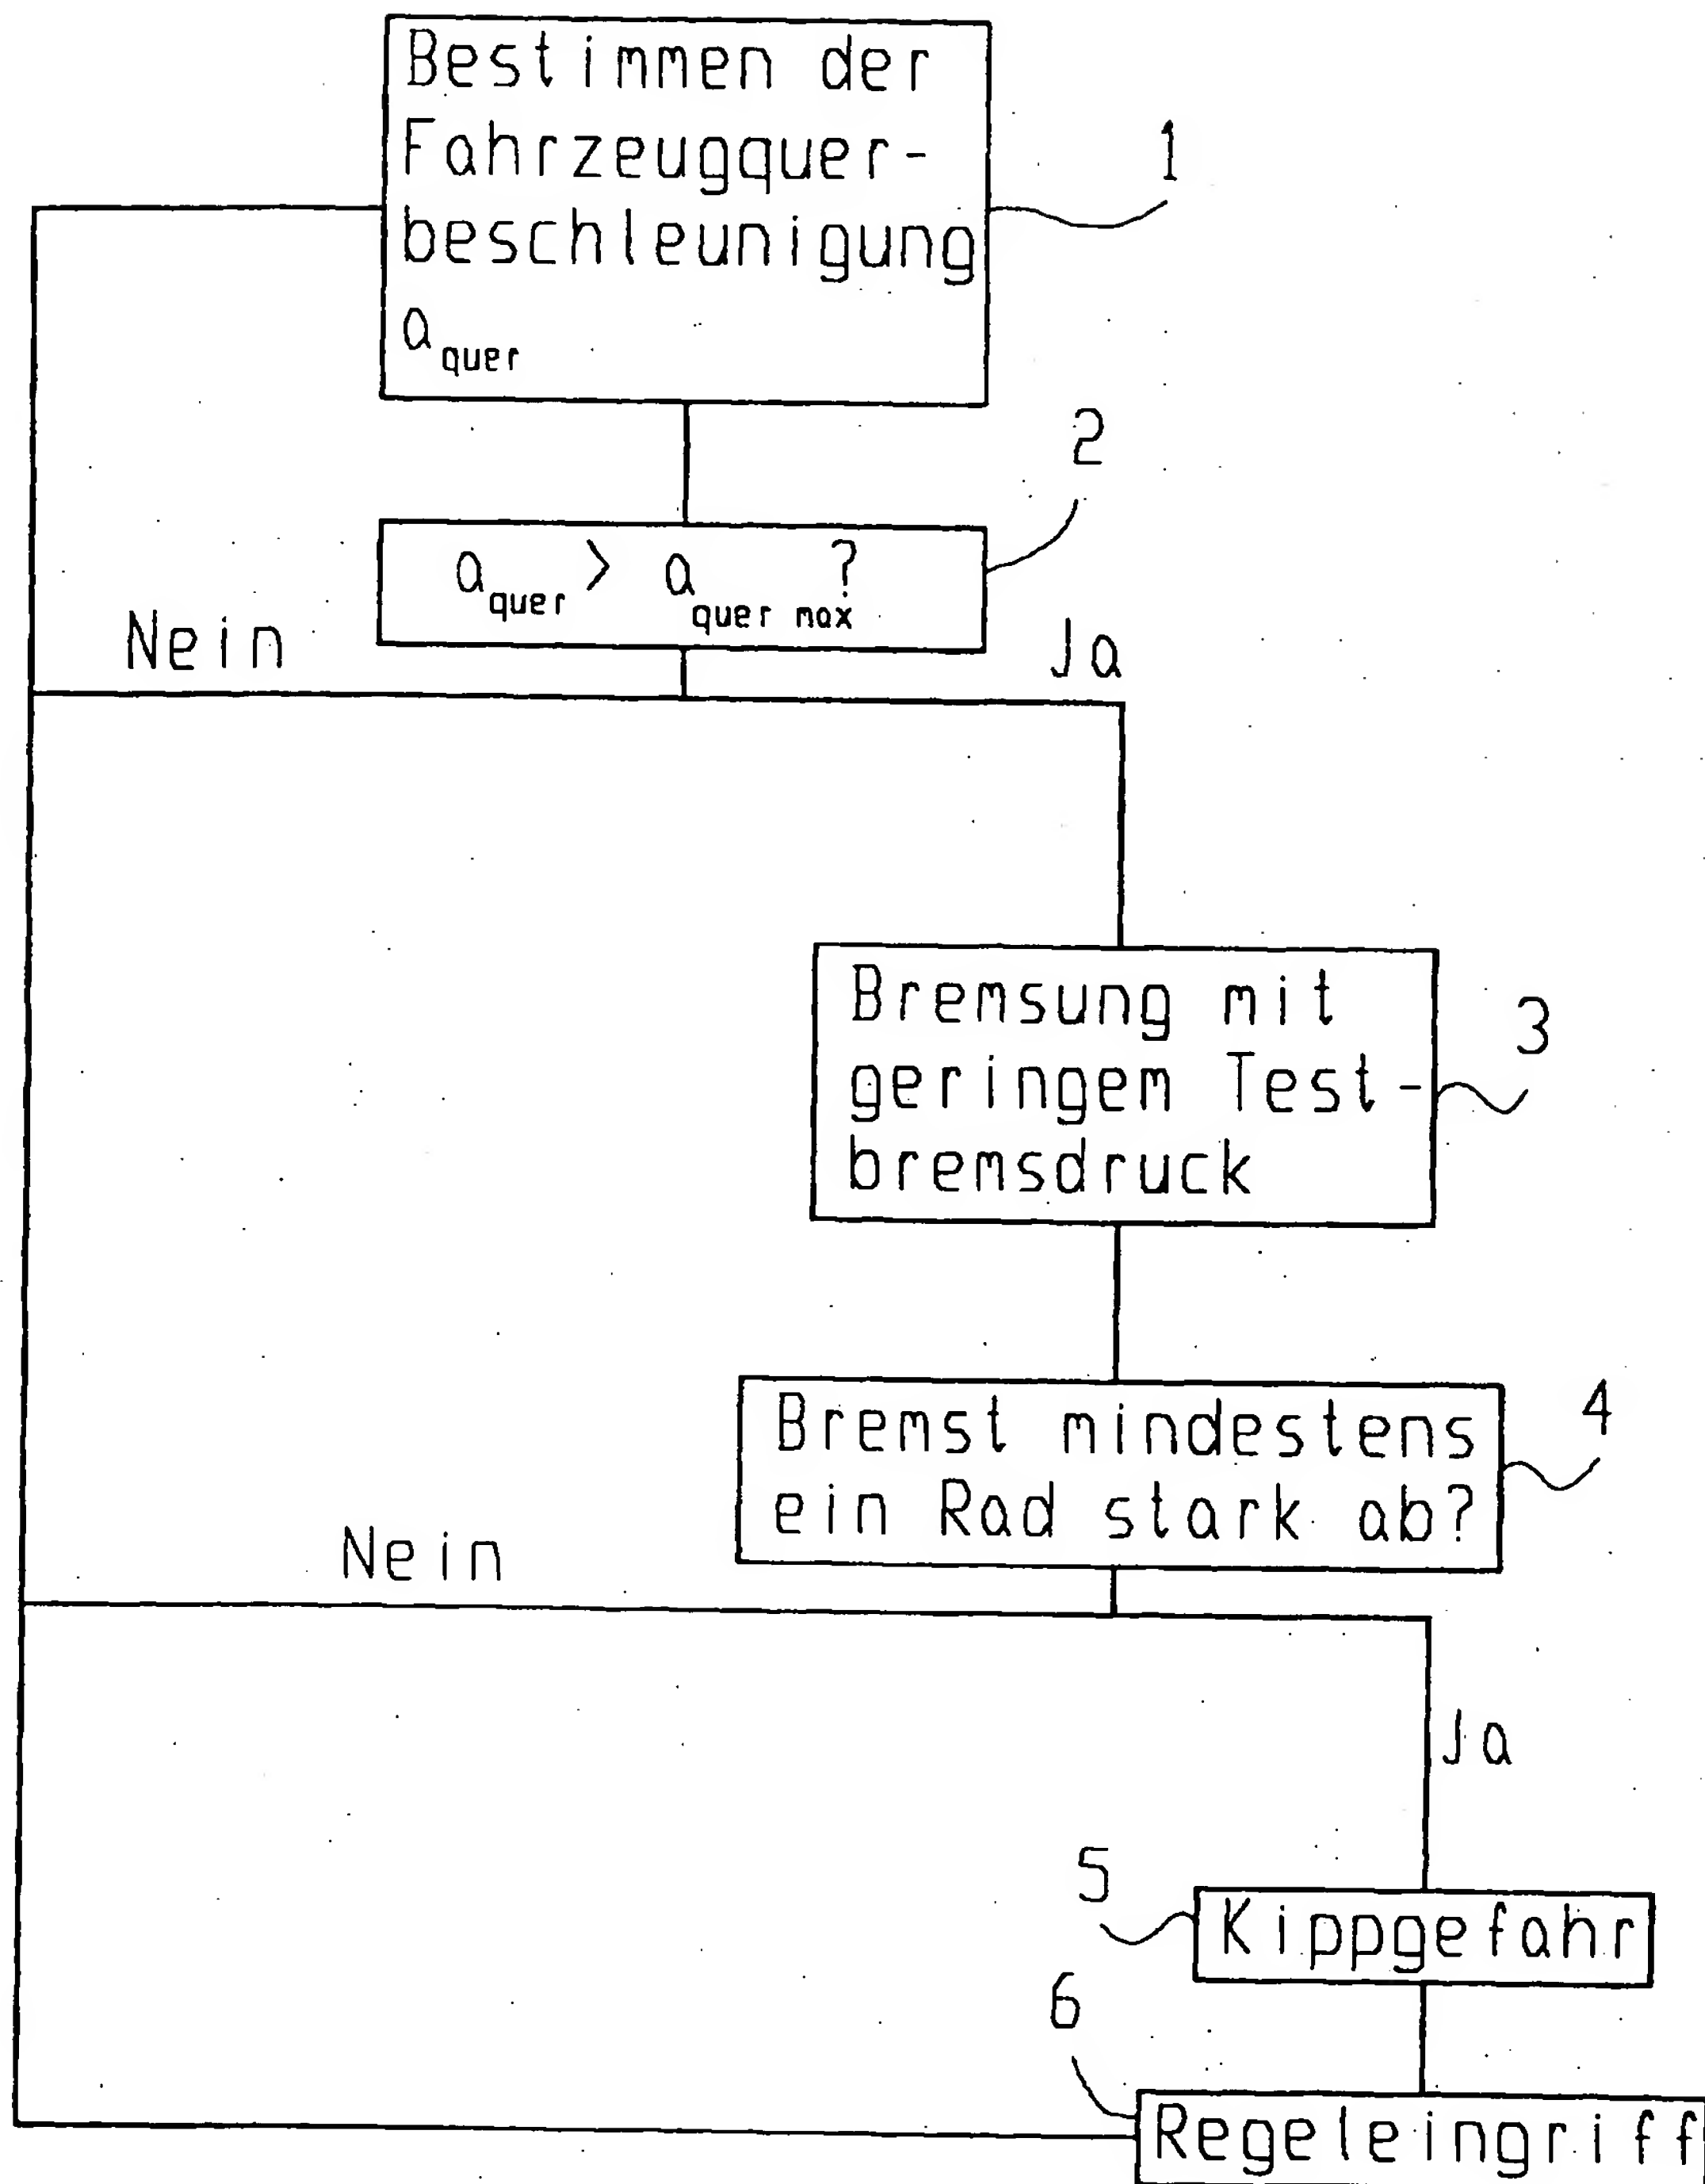 Bestimmen der
Fahrzeugquer-
beschleunigung
a quer
1
2
a quer > a quer max ?
Nein
Ja
Bremsung mit
geringem Test-
bremsdruck
3
Bremst mindestens
ein Rad stark ab?
4
Nein
Ja
5
Kippgefahr
6
Regeleingriff